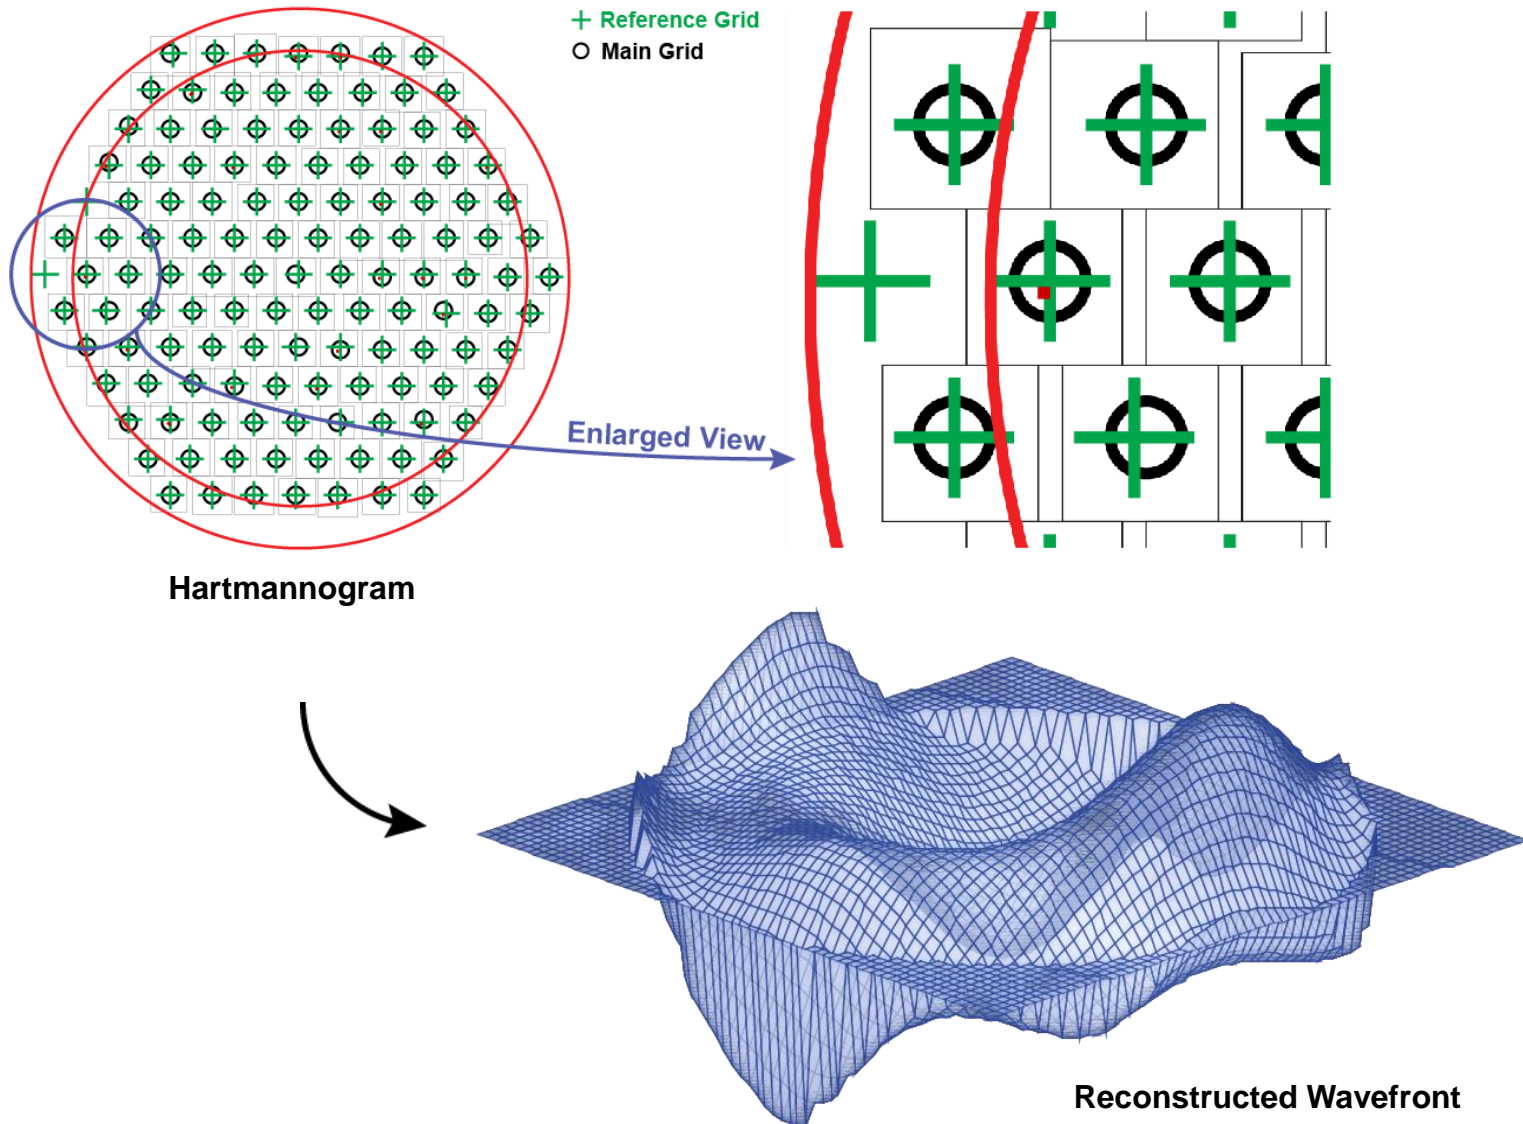 Reference Grid
Main Grid
Enlarged View
Hartmannogram
Reconstructed Wavefront